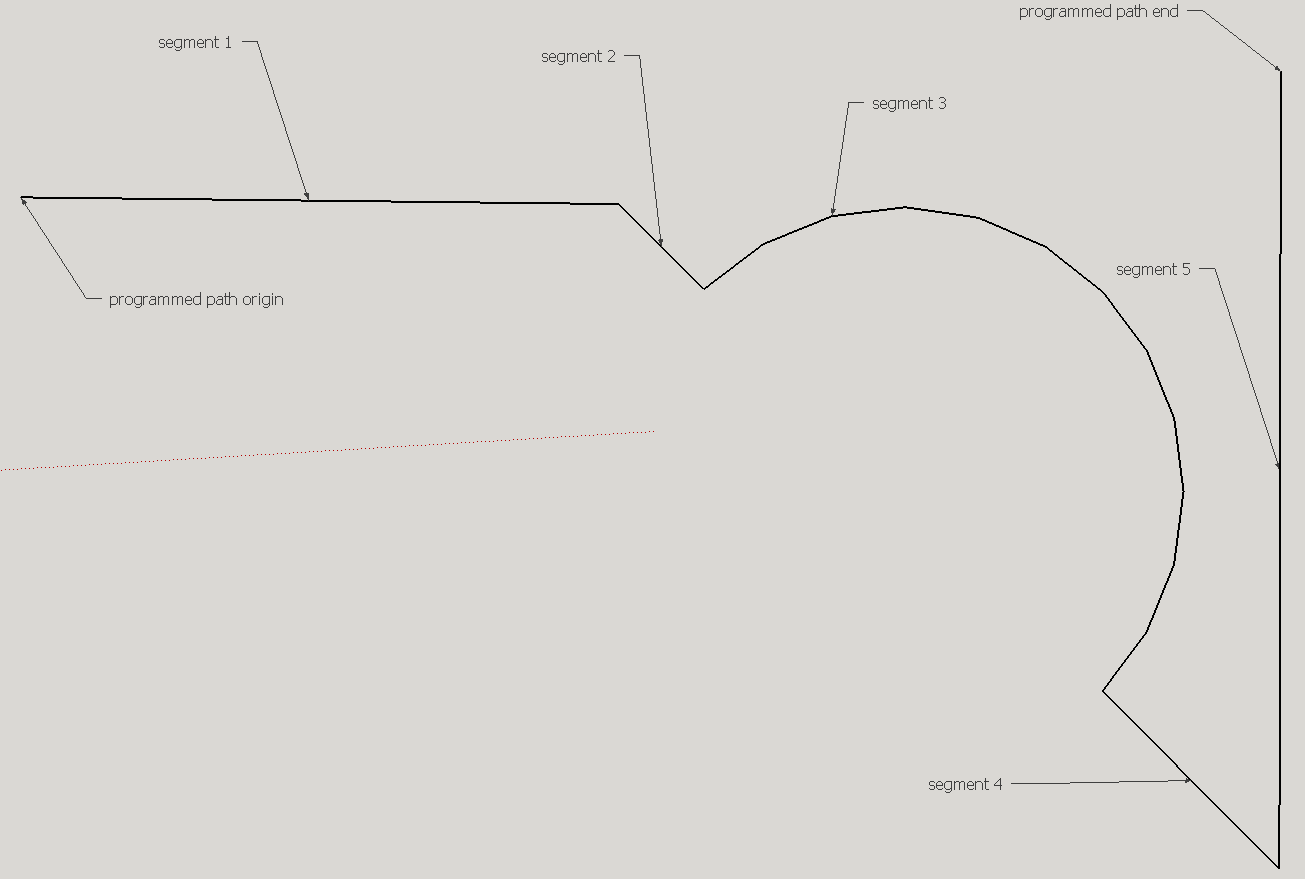 programmed path end
segment 1
segment 2
segment 3
segment 5
programmed path origin
segment 4